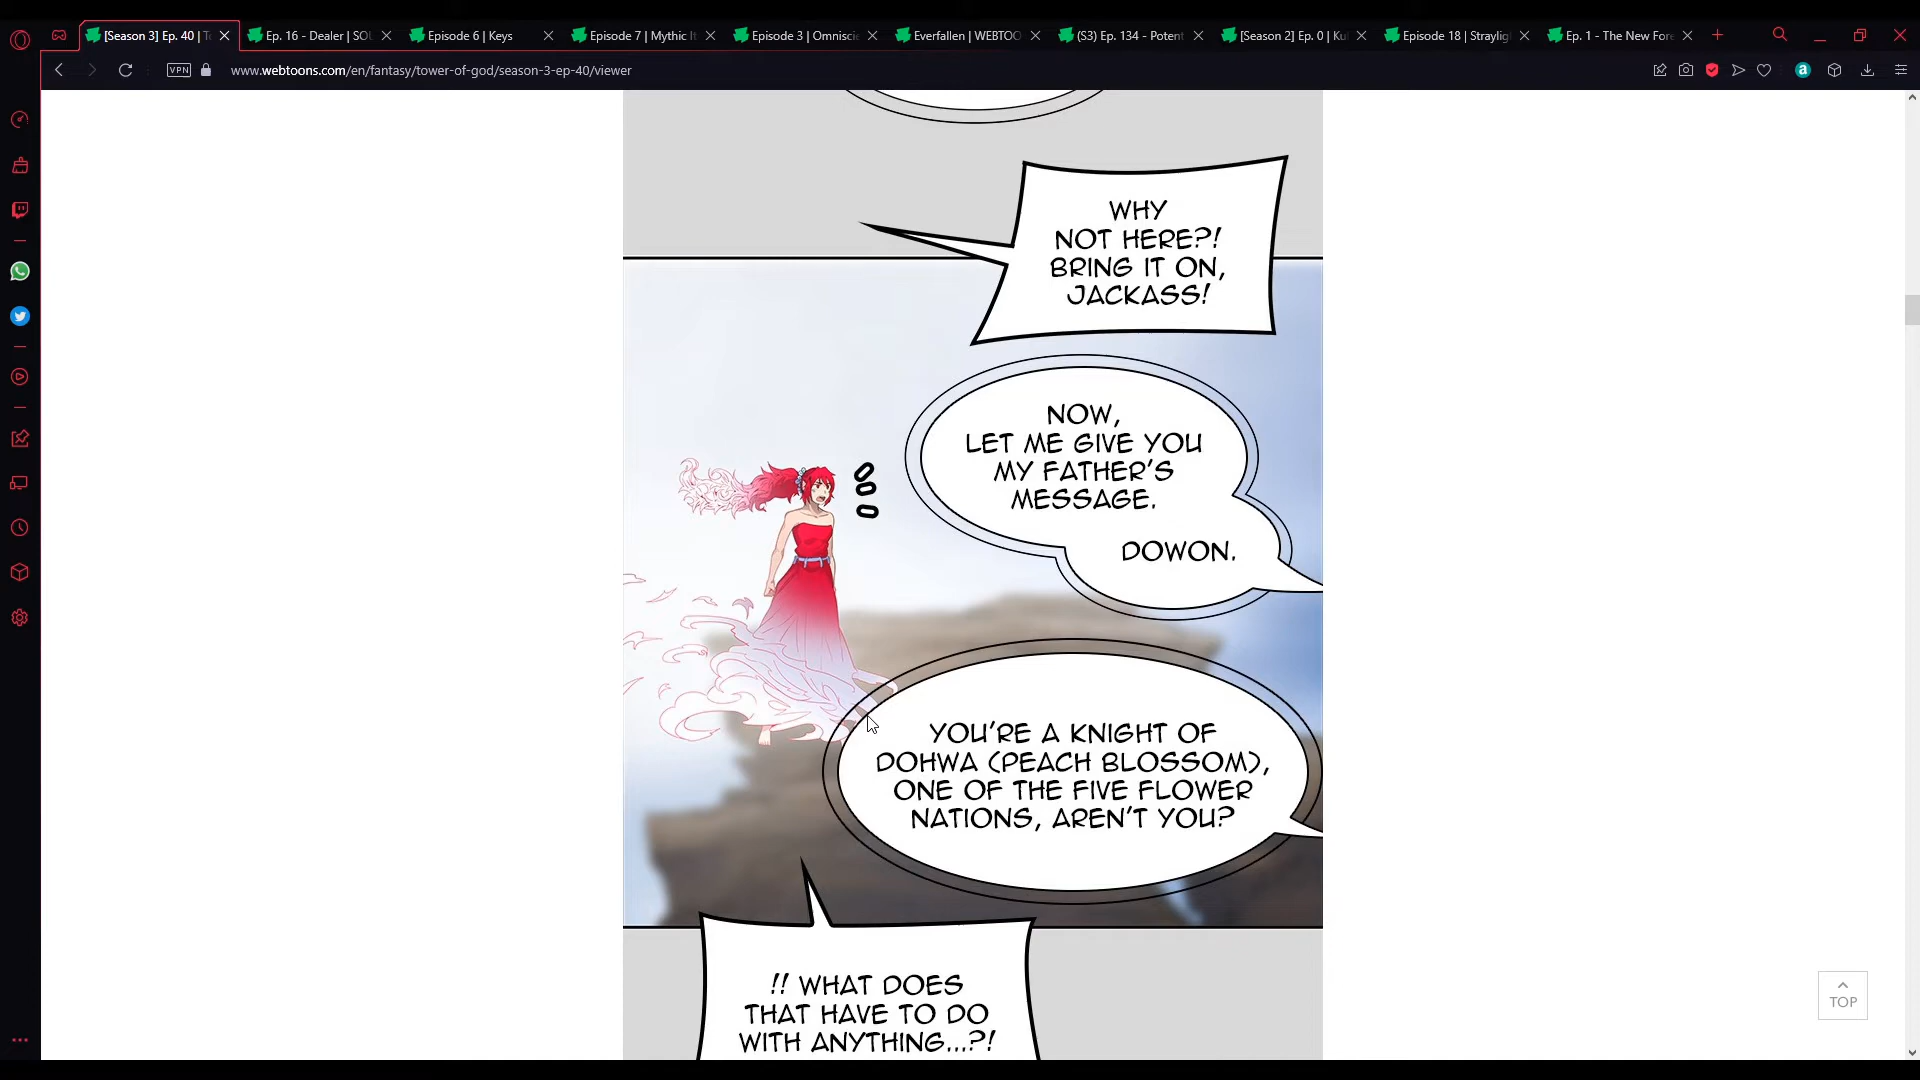 [Season 3] Ep. 40 | T
Ep. 16 - Dealer | SOU
Episode 6 | Keys
Episode 7 | Mythic It
Episode 3 | Omnisci
Everfallen | WEBTOO
(S3) Ep. 134 - Potent
[Season 2] Ep. 0 | Ku
Episode 18 | Straylig
Ep. 1 - The New Fore
VPN
www.webtoons.com/en/fantasy/tower-of-god/season-3-ep-40/viewer
a
WHY
NOT HERE?!
BRING IT ON,
JACKASS!
NOW,
LET ME GIVE YOU
MY FATHER'S
MESSAGE.
DOWON.
YOU'RE A KNIGHT OF
DOHWA (PEACH BLOSSOM),
ONE OF THE FIVE FLOWER
NATIONS, AREN'T YOU?
!! WHAT DOES
THAT HAVE TO DO
WITH ANYTHING...?!
TOP